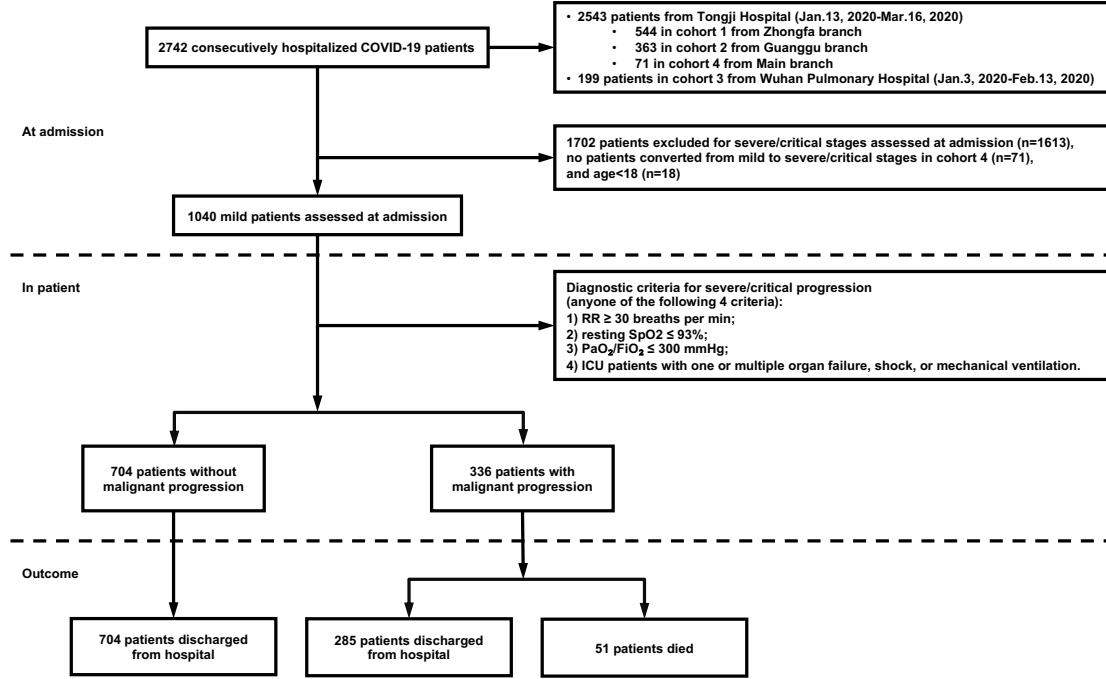 2742 consecutively hospitalized COVID-19 patients
• 2543 patients from Tongji Hospital (Jan.13, 2020-Mar.16, 2020)
• 544 in cohort 1 from Zhongfa branch
• 363 in cohort 2 from Guanggu branch
• 71 in cohort 4 from Main branch
• 199 patients in cohort 3 from Wuhan Pulmonary Hospital (Jan.3, 2020-Feb.13, 2020)
At admission
1702 patients excluded for severe/critical stages assessed at admission (n=1613),
no patients converted from mild to severe/critical stages in cohort 4 (n=71),
and age<18 (n=18)
1040 mild patients assessed at admission
In patient
Diagnostic criteria for severe/critical progression
(anyone of the following 4 criteria):
1) RR ≥ 30 breaths per min;
2) resting SpO2 ≤ 93%;
3) PaO₂/FiO₂ ≤ 300 mmHg;
4) ICU patients with one or multiple organ failure, shock, or mechanical ventilation.
704 patients without
malignant progression
336 patients with
malignant progression
Outcome
704 patients discharged
from hospital
285 patients discharged
from hospital
51 patients died